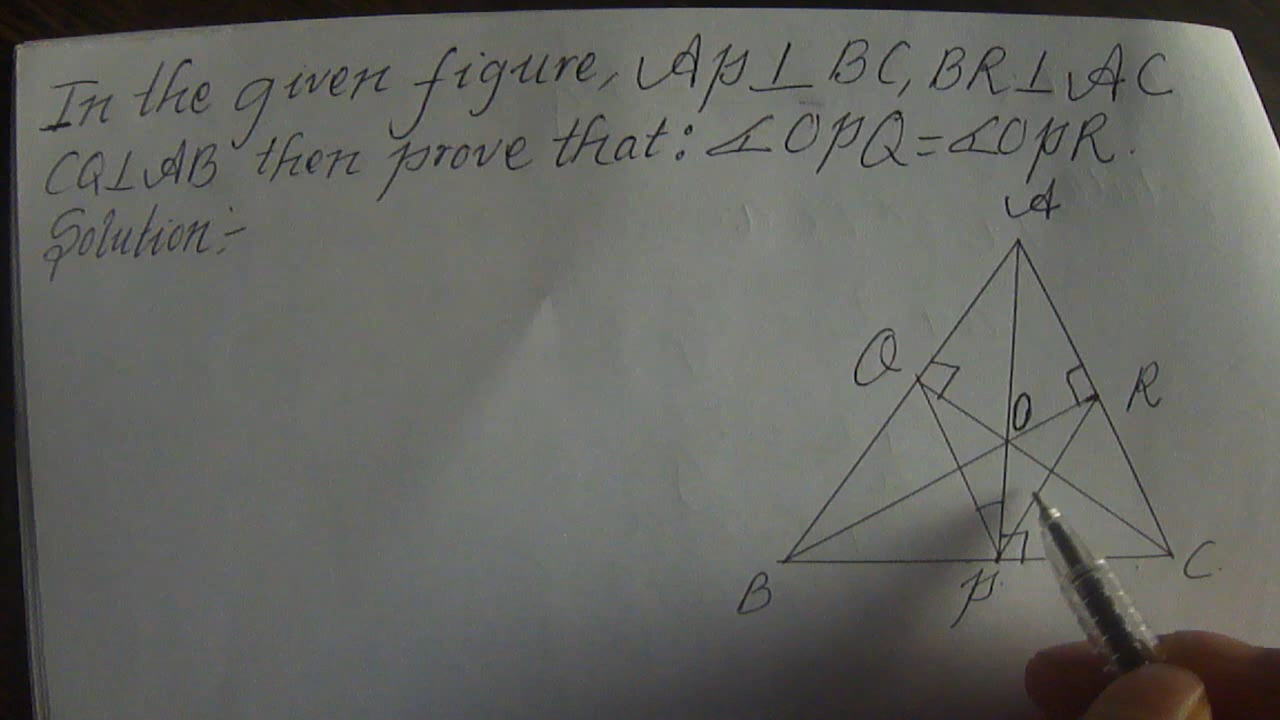 In the given figure, AP⊥BC, BR⊥AC
CQ⊥AB then prove that: ∡OPQ=∡OPR.
Solution:-
A
Q
R
O
B
P
C